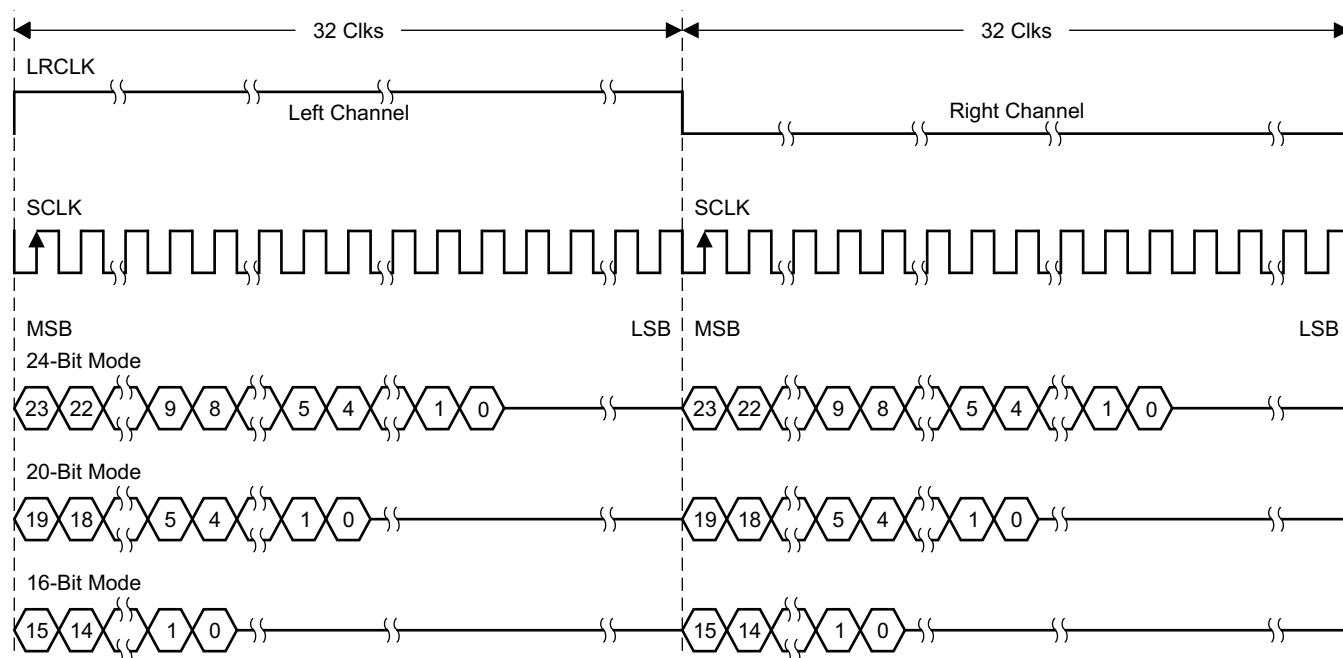 32 Clks 32 Clks
LRCLK
Left Channel Right Channel
SCLK SCLK
MSB LSB MSB LSB
24-Bit Mode
23 22 9 8 5 4 1 0 23 22 9 8 5 4 1 0
20-Bit Mode
19 18 5 4 1 0 19 18 5 4 1 0
16-Bit Mode
15 14 1 0 15 14 1 0